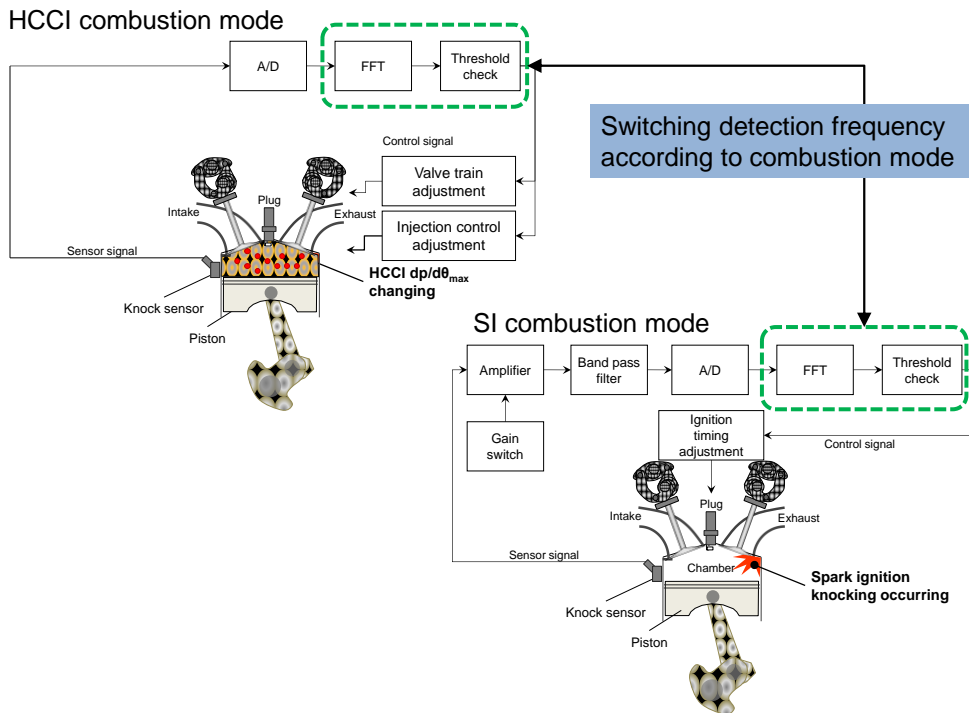 HCCI combustion mode
A/D
FFT
Threshold
check
Control signal
Switching detection frequency
according to combustion mode
Valve train
adjustment
Plug
Intake
Exhaust
Injection control
adjustment
Sensor signal
HCCI dp/dθmax
changing
Knock sensor
Piston
SI combustion mode
Amplifier
Band pass
filter
A/D
FFT
Threshold
check
Gain
switch
Ignition
timing
adjustment
Control signal
Plug
Intake
Exhaust
Sensor signal
Chamber
Spark ignition
knocking occurring
Knock sensor
Piston